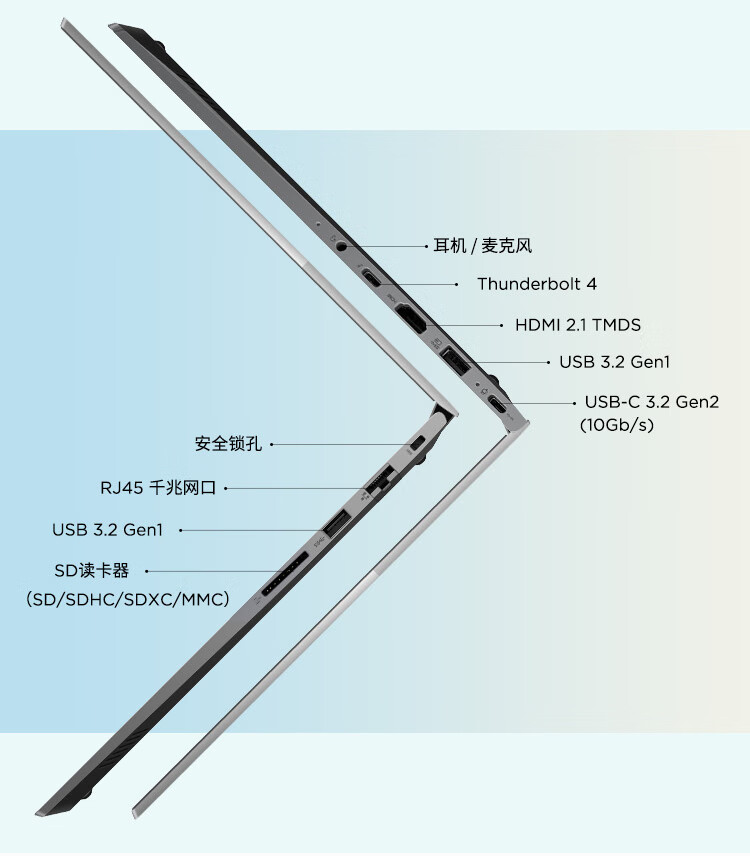 耳机 / 麦克风
Thunderbolt 4
HDMI 2.1 TMDS
USB 3.2 Gen1
USB-C 3.2 Gen2
(10Gb/s)
安全锁孔
RJ45 千兆网口
USB 3.2 Gen1
SD读卡器
（SD/SDHC/SDXC/MMC）